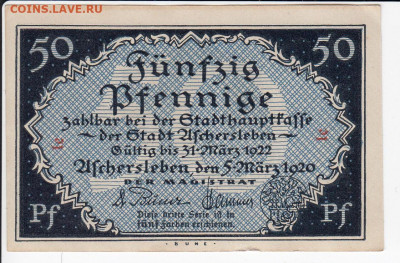 COINS.LAVE.RU
50 Fünfzig 50
Pfennige
zahlbar bei der Stadthauptkasse
der Stadt Aschersleben
Gültig bis 31·März 1922
Aschersleben, den 5·März 1920
DER MAGISTRAT
Diese dritte Serie ist in
fünf Farben erschienen.
Pf Pf
DUNE